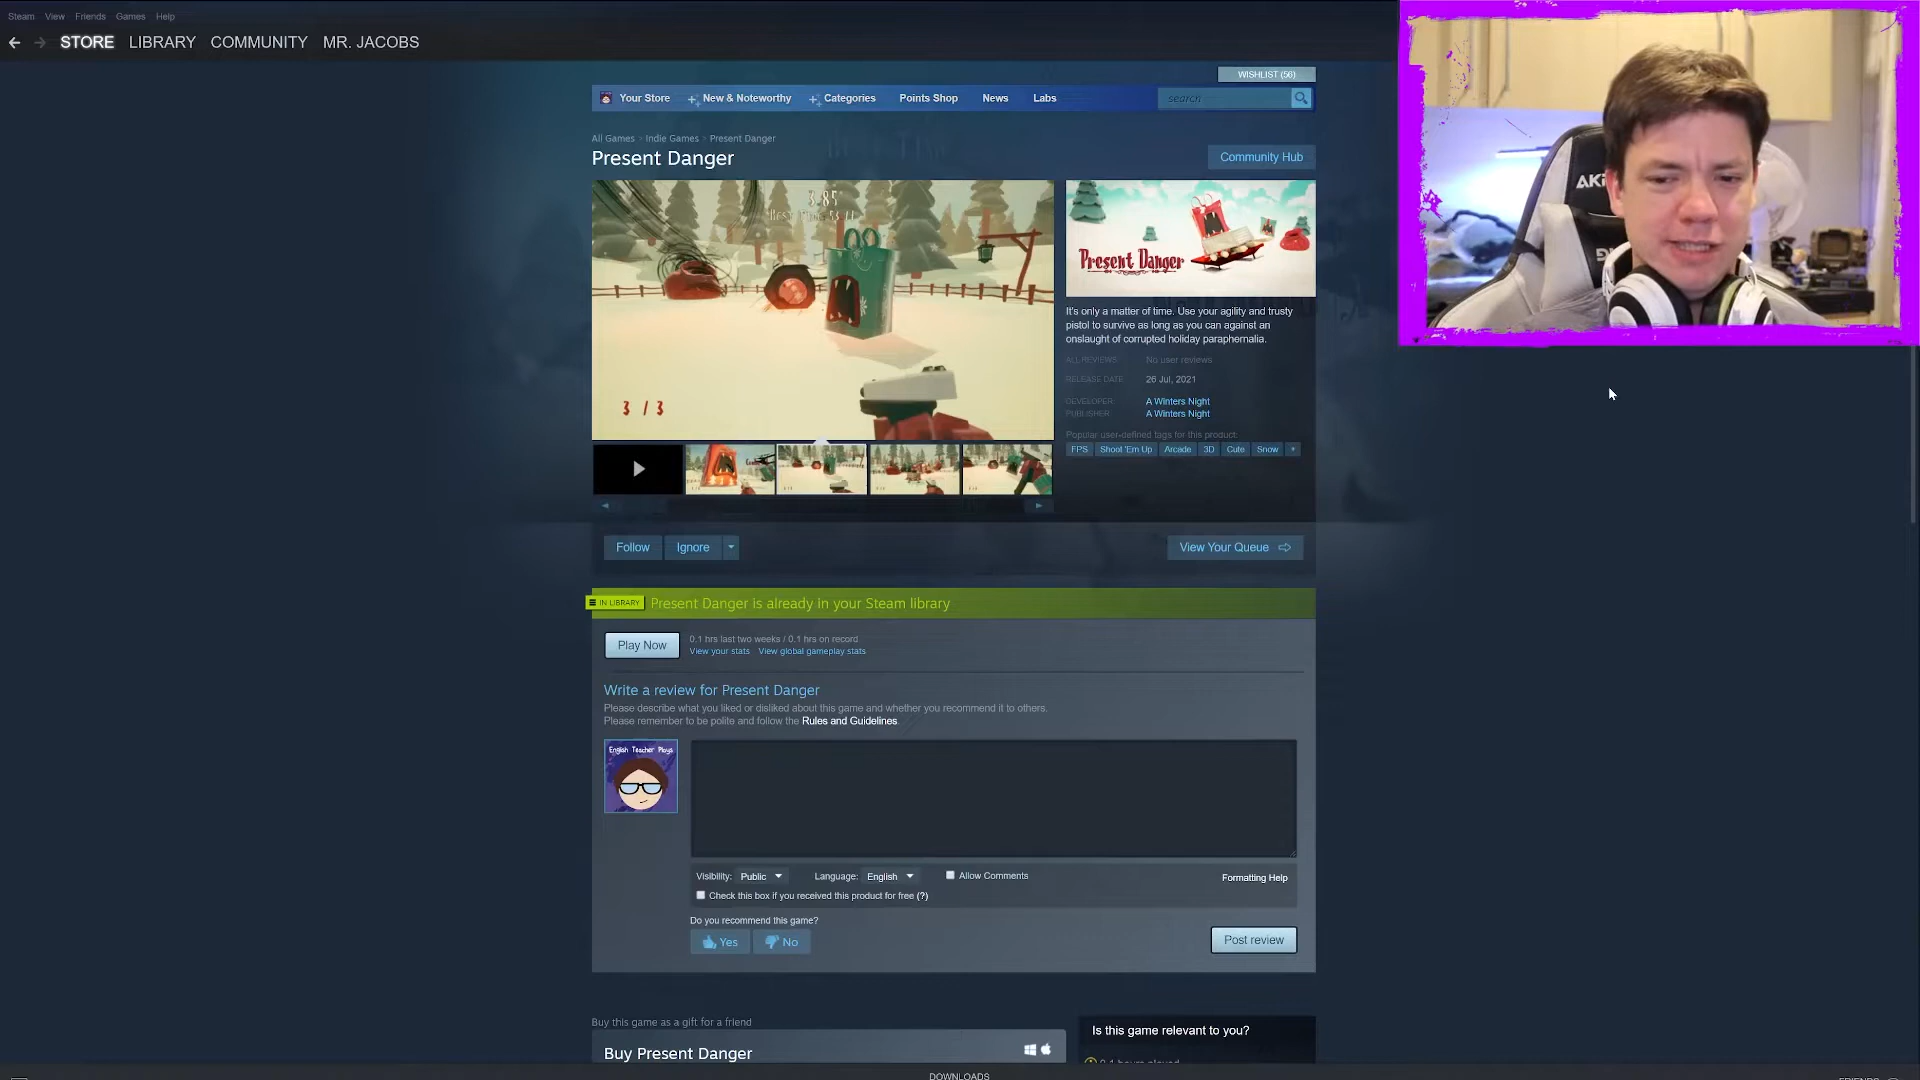 Steam View Friends Games Help
STORE LIBRARY COMMUNITY MR. JACOBS
WISHLIST (56)
Your Store New & Noteworthy Categories Points Shop News Labs search
All Games > Indie Games > Present Danger
Present Danger
Community Hub
3.85
3 / 3
Present Danger
It's only a matter of time. Use your agility and trusty
pistol to survive as long as you can against an
onslaught of corrupted holiday paraphernalia.
ALL REVIEWS: No user reviews
RELEASE DATE: 26 Jul, 2021
DEVELOPER: A Winters Night
PUBLISHER: A Winters Night
Popular user-defined tags for this product:
FPS Shoot 'Em Up Arcade 3D Cute Snow
Follow Ignore View Your Queue
IN LIBRARY Present Danger is already in your Steam library
Play Now
0.1 hrs last two weeks / 0.1 hrs on record
View your stats View global gameplay stats
Write a review for Present Danger
Please describe what you liked or disliked about this game and whether you recommend it to others.
Please remember to be polite and follow the Rules and Guidelines.
English Teacher Plays
Visibility: Public Language: English Allow Comments Formatting Help
Check this box if you received this product for free (?)
Do you recommend this game?
Yes No Post review
Buy this game as a gift for a friend
Buy Present Danger
Is this game relevant to you?
DOWNLOADS